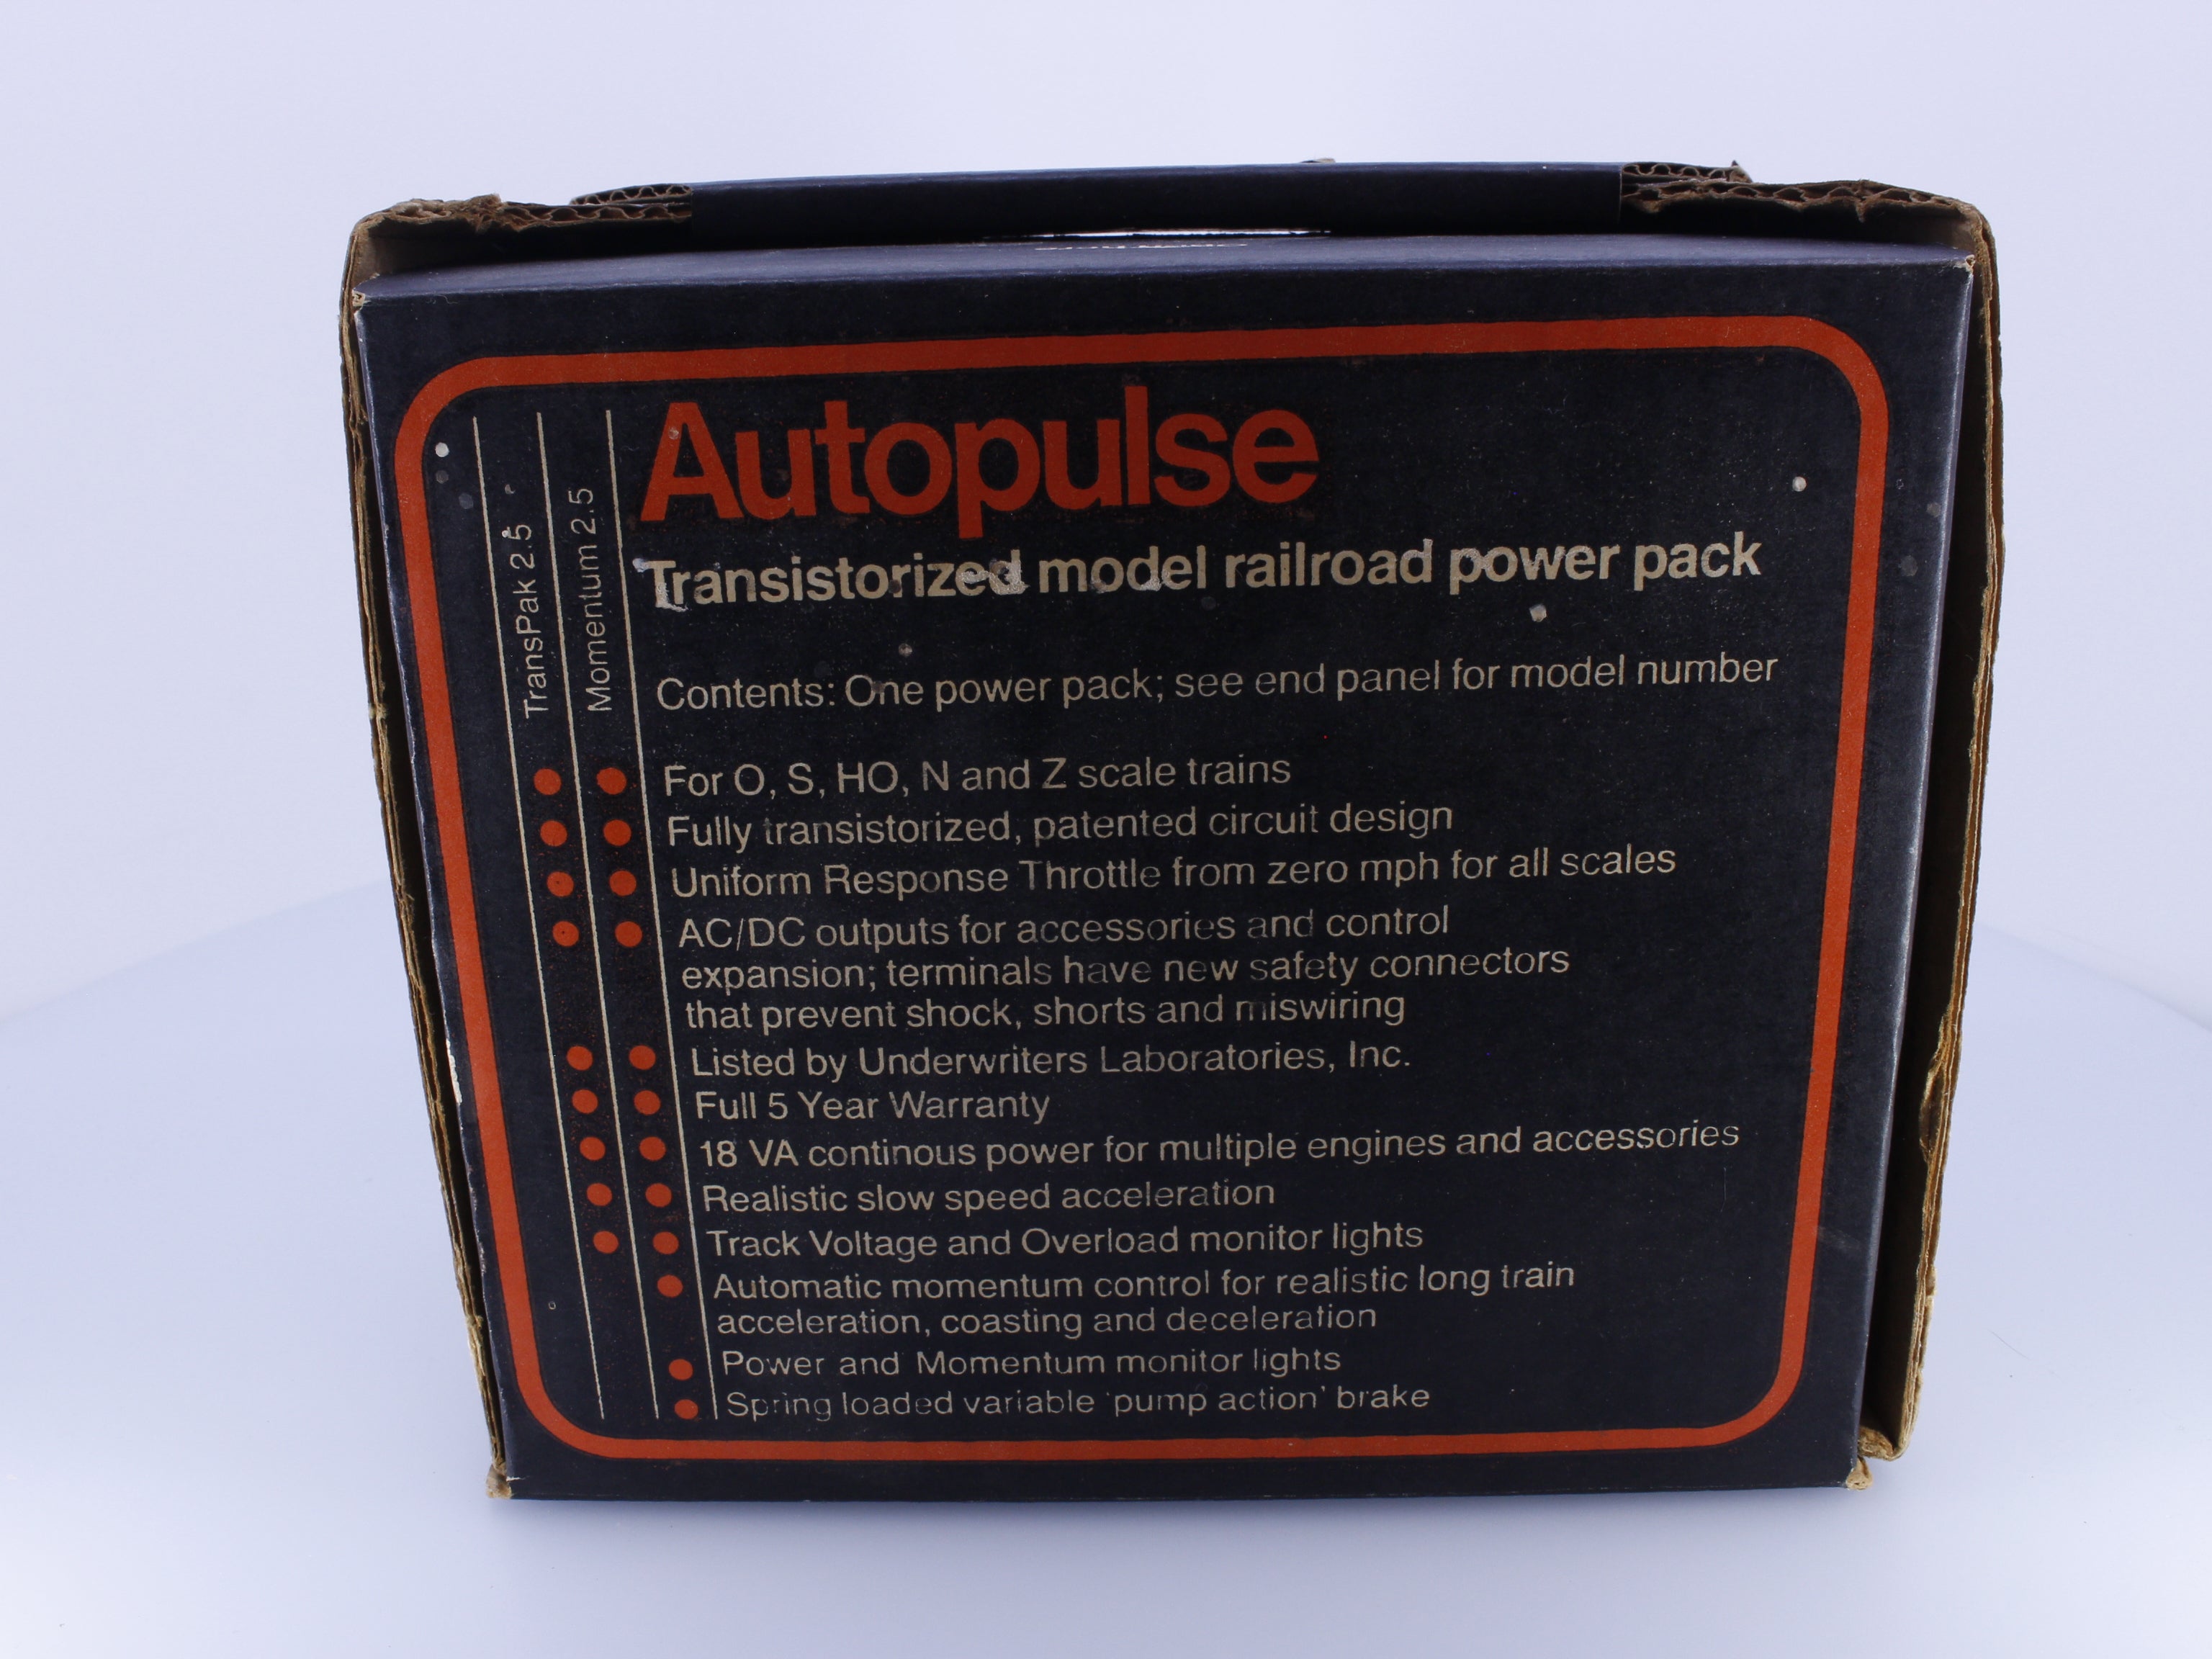 Autopulse
Transistorized model railroad power pack
TransPak 2.5
Momentum 2.5
Contents: One power pack; see end panel for model number
For O, S, HO, N and Z scale trains
Fully transistorized, patented circuit design
Uniform Response Throttle from zero mph for all scales
AC/DC outputs for accessories and control
expansion; terminals have new safety connectors
that prevent shock, shorts and miswiring
Listed by Underwriters Laboratories, Inc.
Full 5 Year Warranty
18 VA continous power for multiple engines and accessories
Realistic slow speed acceleration
Track Voltage and Overload monitor lights
Automatic momentum control for realistic long train
acceleration, coasting and deceleration
Power and Momentum monitor lights
Spring loaded variable 'pump action' brake